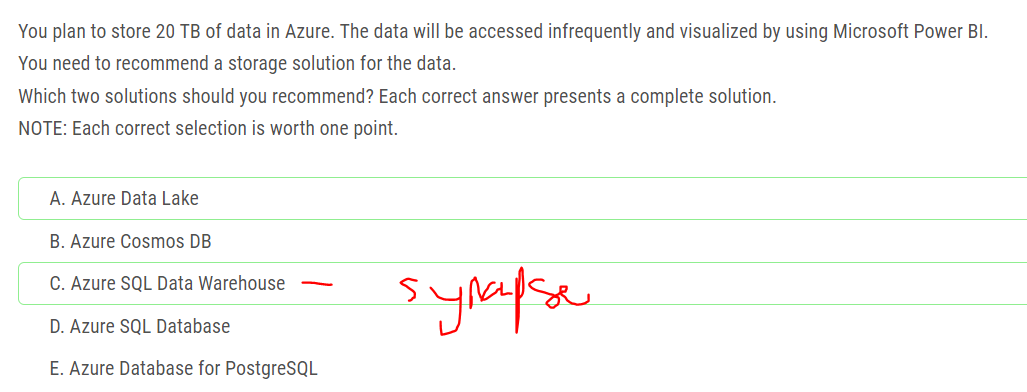 You plan to store 20 TB of data in Azure. The data will be accessed infrequently and visualized by using Microsoft Power BI.
You need to recommend a storage solution for the data.
Which two solutions should you recommend? Each correct answer presents a complete solution.
NOTE: Each correct selection is worth one point.
A. Azure Data Lake
B. Azure Cosmos DB
C. Azure SQL Data Warehouse — synapse
D. Azure SQL Database
E. Azure Database for PostgreSQL